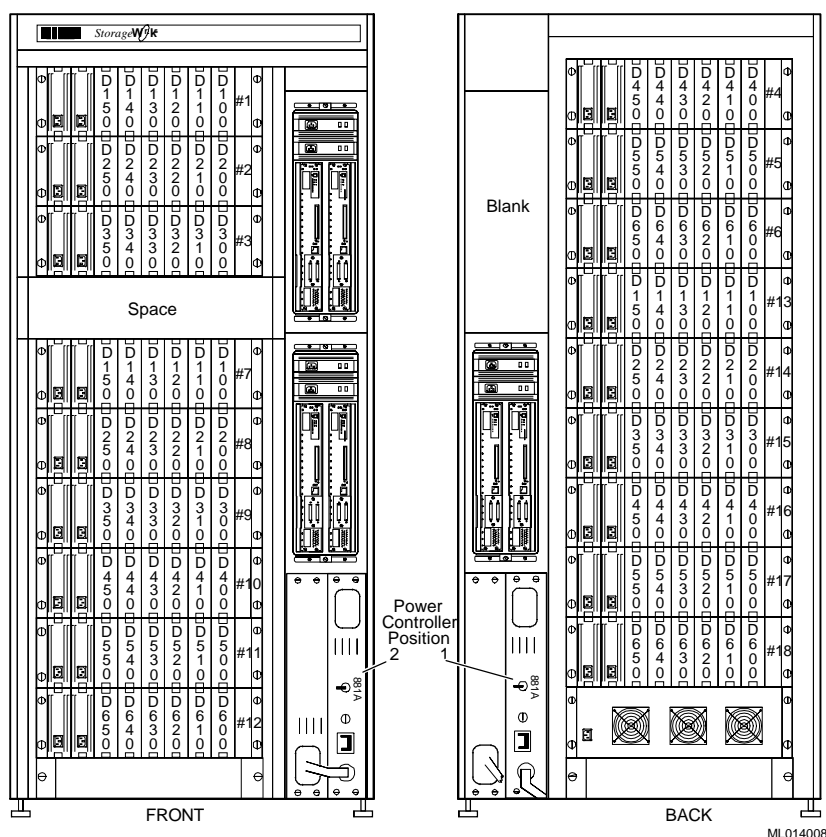 StorageWorks
D150 D140 D130 D120 D110 D100 #1
D250 D240 D230 D220 D210 D200 #2
D350 D340 D330 D320 D310 D300 #3
Space
D150 D140 D130 D120 D110 D100 #7
D250 D240 D230 D220 D210 D200 #8
D350 D340 D330 D320 D310 D300 #9
D450 D440 D430 D420 D410 D400 #10
D550 D540 D530 D520 D510 D500 #11
D650 D640 D630 D620 D610 D600 #12
881A
FRONT
Power
Controller
Position
2 1
Blank
D450 D440 D430 D420 D410 D400 #4
D550 D540 D530 D520 D510 D500 #5
D650 D640 D630 D620 D610 D600 #6
D150 D140 D130 D120 D110 D100 #13
D250 D240 D230 D220 D210 D200 #14
D350 D340 D330 D320 D310 D300 #15
D450 D440 D430 D420 D410 D400 #16
D550 D540 D530 D520 D510 D500 #17
D650 D640 D630 D620 D610 D600 #18
881A
BACK
ML014008